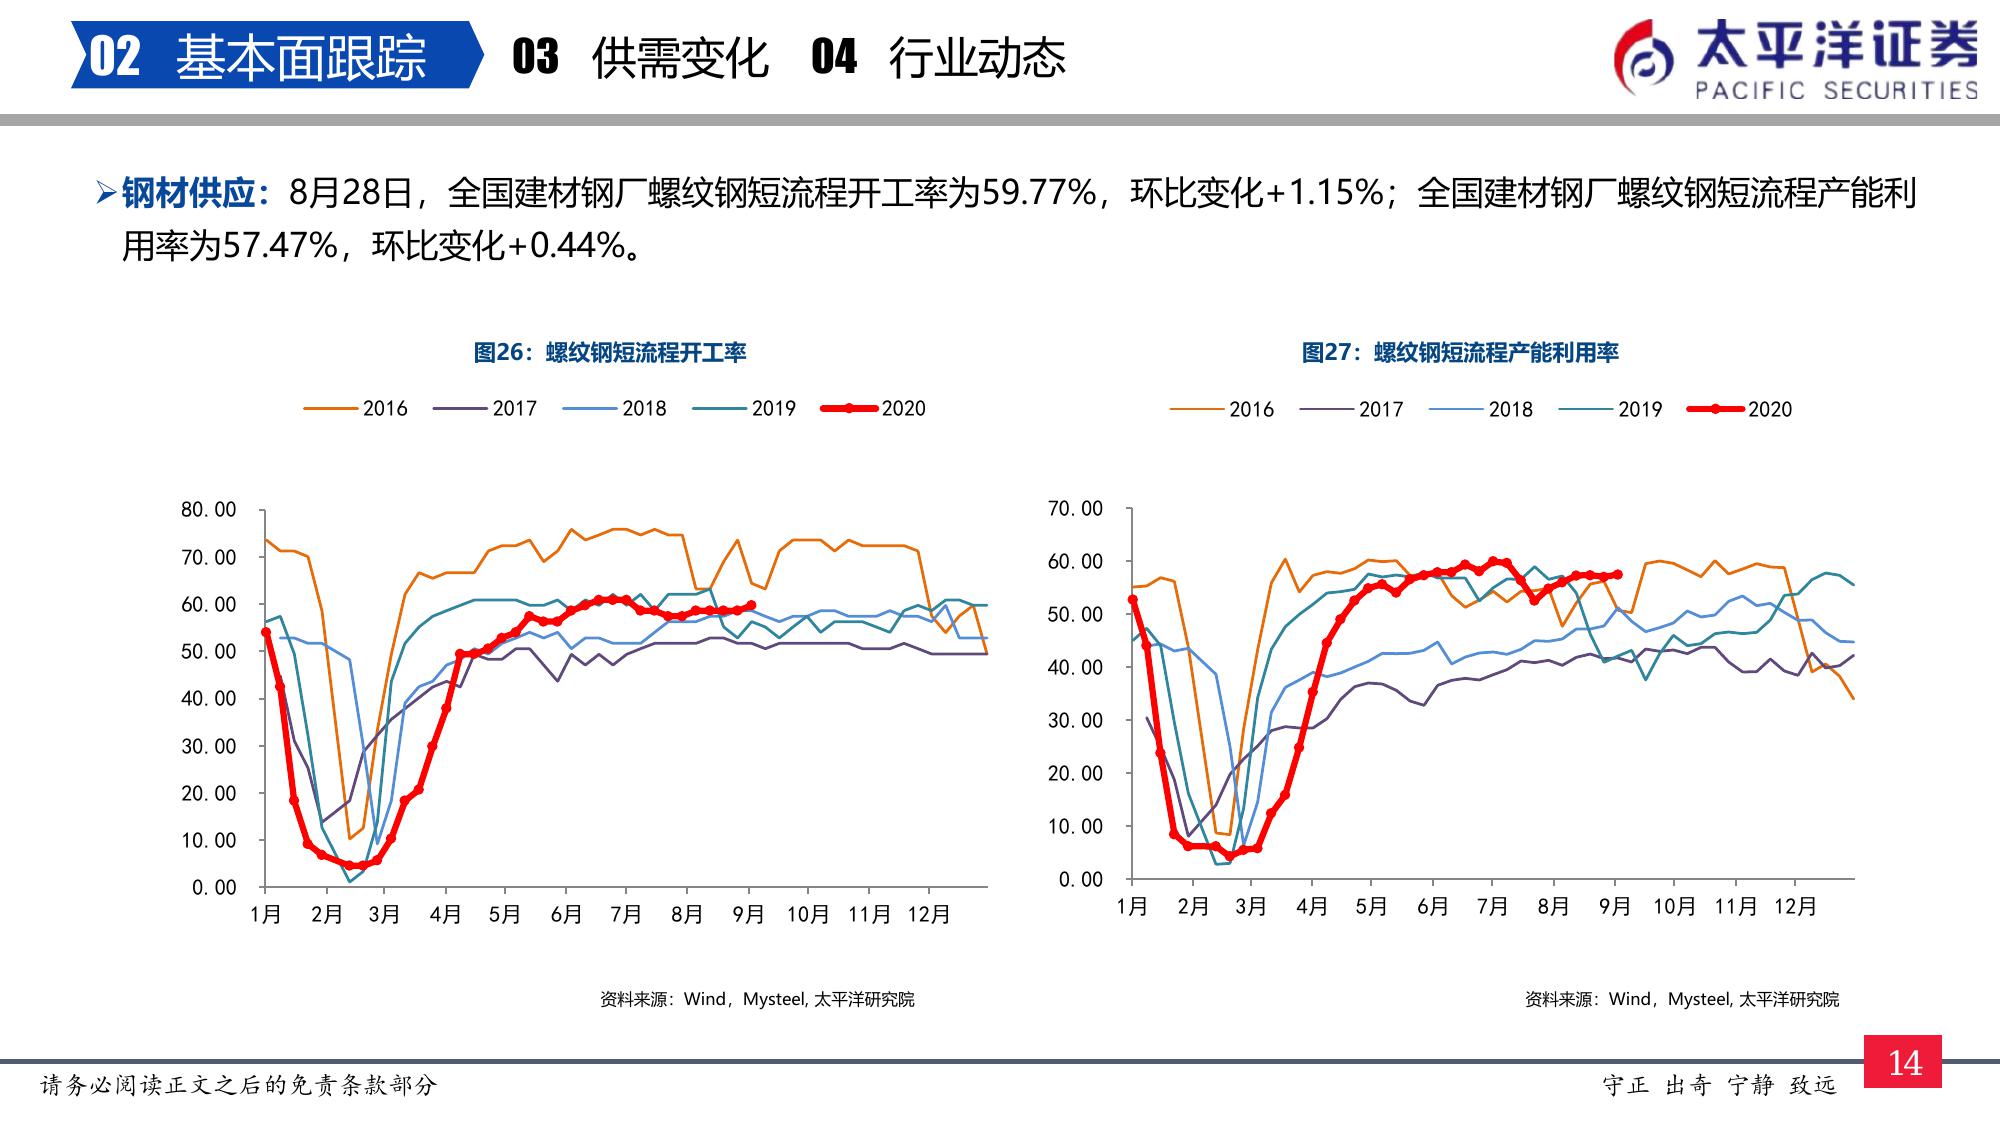 02 基本面跟踪 03 供需变化 04 行业动态
太平洋证券
PACIFIC SECURITIES
➢钢材供应：8月28日，全国建材钢厂螺纹钢短流程开工率为59.77%，环比变化+1.15%；全国建材钢厂螺纹钢短流程产能利
用率为57.47%，环比变化+0.44%。
图26：螺纹钢短流程开工率
2016 2017 2018 2019 2020
80.00
70.00
60.00
50.00
40.00
30.00
20.00
10.00
0.00
1月 2月 3月 4月 5月 6月 7月 8月 9月 10月 11月 12月
资料来源：Wind，Mysteel, 太平洋研究院
图27：螺纹钢短流程产能利用率
2016 2017 2018 2019 2020
70.00
60.00
50.00
40.00
30.00
20.00
10.00
0.00
1月 2月 3月 4月 5月 6月 7月 8月 9月 10月 11月 12月
资料来源：Wind，Mysteel, 太平洋研究院
请务必阅读正文之后的免责条款部分
守正 出奇 宁静 致远
14